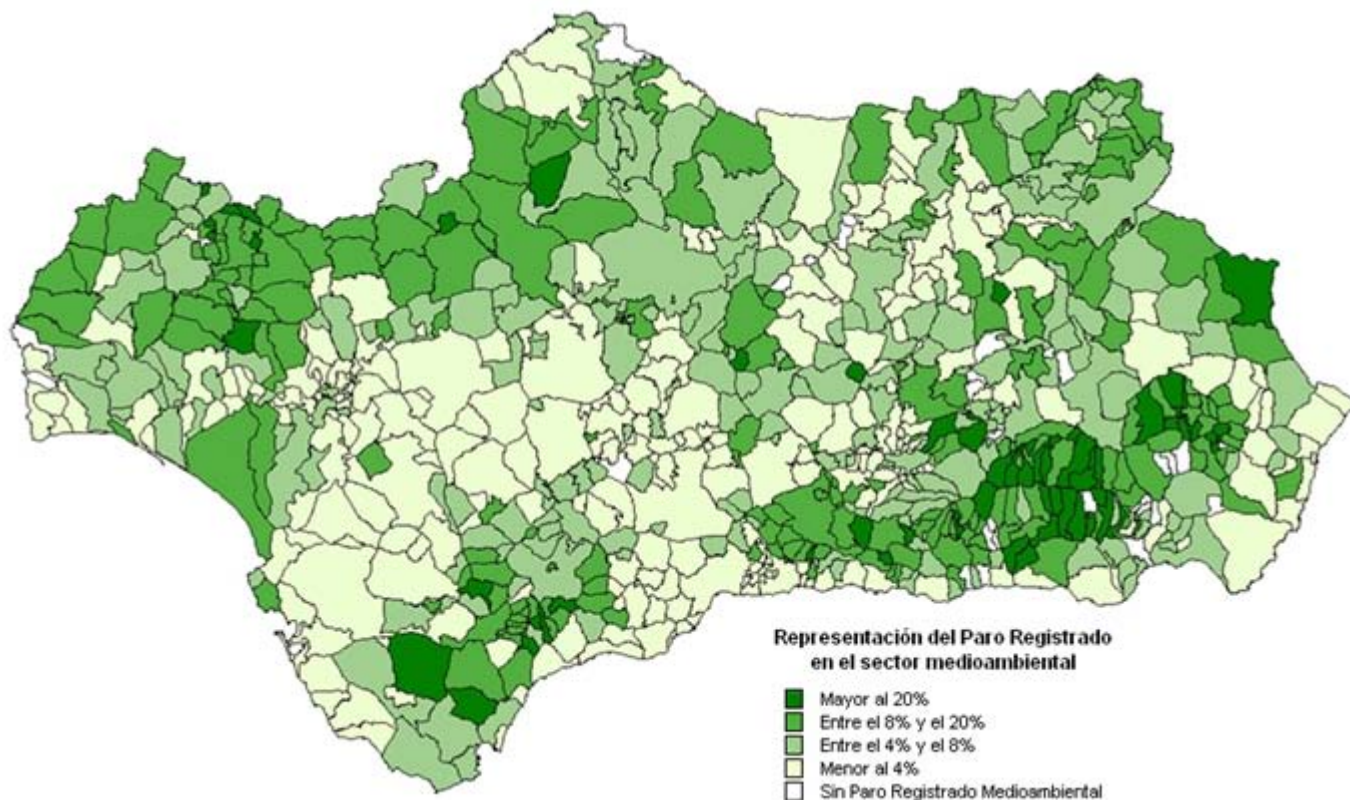 Representación del Paro Registrado
en el sector medioambiental
Mayor al 20%
Entre el 8% y el 20%
Entre el 4% y el 8%
Menor al 4%
Sin Paro Registrado Medioambiental